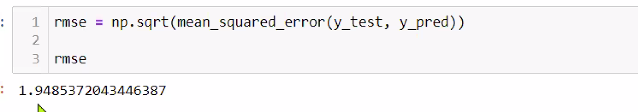 1 rmse = np.sqrt(mean_squared_error(y_test, y_pred))
2
3 rmse
1.9485372043446387